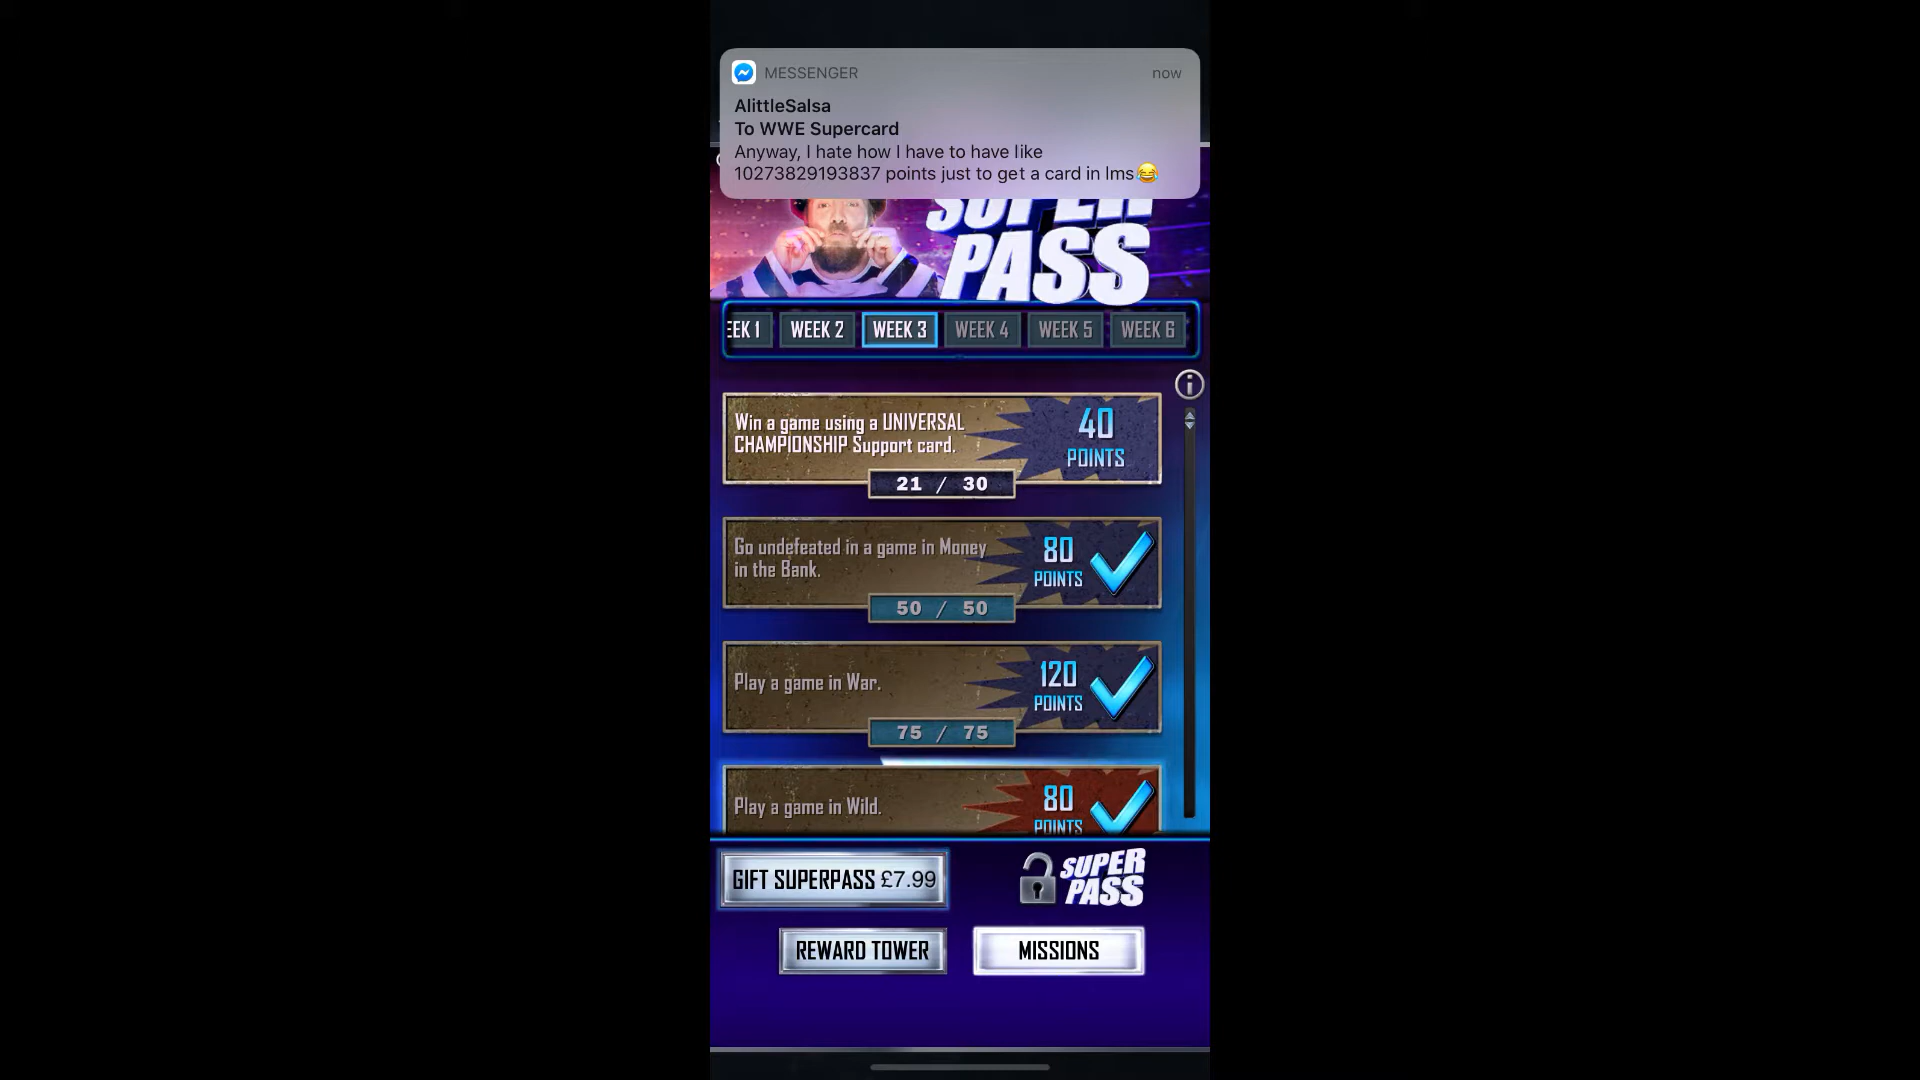 MESSENGER
now
AlittleSalsa
To WWE Supercard
Anyway, I hate how I have to have like
10273829193837 points just to get a card in lms😂
SUPER
PASS
EEK 1
WEEK 2
WEEK 3
WEEK 4
WEEK 5
WEEK 6
Win a game using a UNIVERSAL
CHAMPIONSHIP Support card.
40
POINTS
21 / 30
Go undefeated in a game in Money
in the Bank.
80
POINTS
50 / 50
Play a game in War.
120
POINTS
75 / 75
Play a game in Wild.
80
POINTS
GIFT SUPERPASS £7.99
SUPER
PASS
REWARD TOWER
MISSIONS